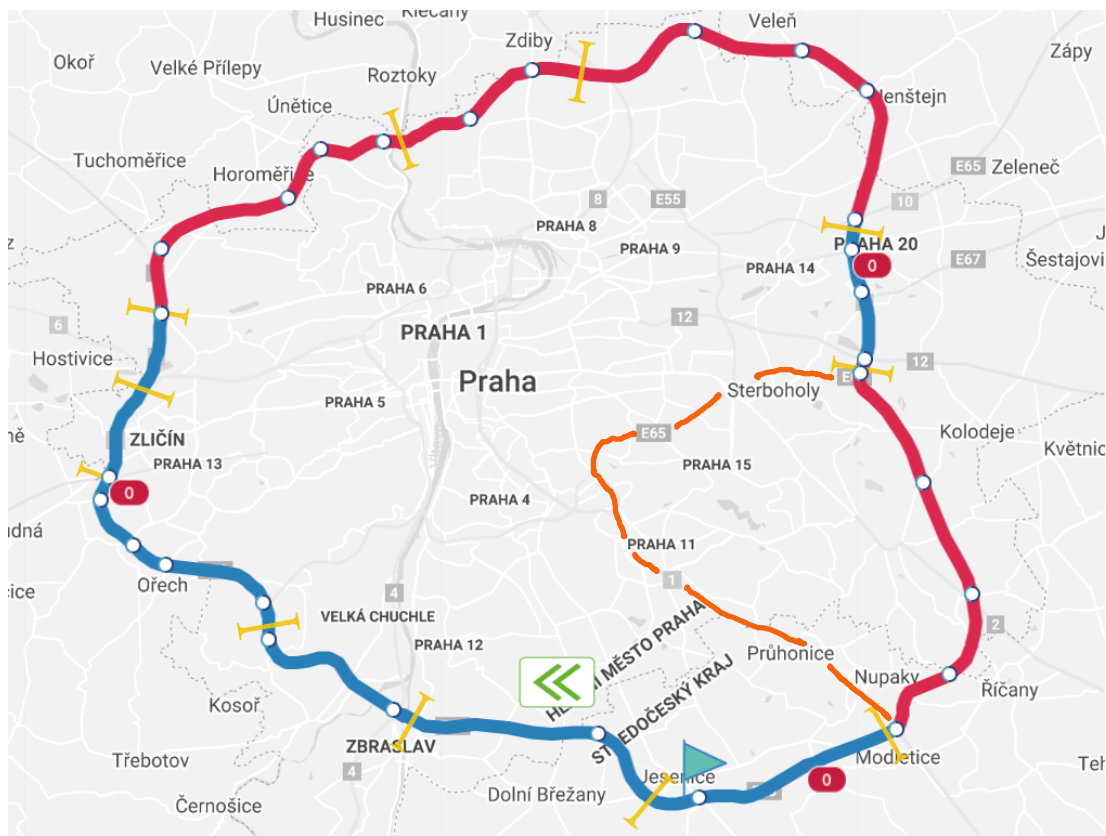 Husinec
Klecany
Veleň
Zdiby
Okoř
Velké Přílepy
Roztoky
Zápy
Únětice
Jenštejn
Tuchoměřice
Horoměřice
E65
Zeleneč
8
E55
10
PRAHA 8
PRAHA 9
PRAHA 20
PRAHA 14
0
E67
Šestajovi
PRAHA 6
6
12
PRAHA 1
Hostivice
12
Praha
Sterboholy
PRAHA 5
Kolodeje
E65
ZLIČÍN
PRAHA 13
PRAHA 15
Květnic
0
PRAHA 4
udná
PRAHA 11
1
Ořech
ice
4
VELKÁ CHUCHLE
2
PRAHA 12
HLAVNÍ MĚSTO PRAHA
STŘEDOČESKÝ KRAJ
Průhonice
Nupaky
Říčany
Kosoř
ZBRASLAV
Modletice
Třebotov
4
Jesenice
0
Teh
Dolní Břežany
Černošice